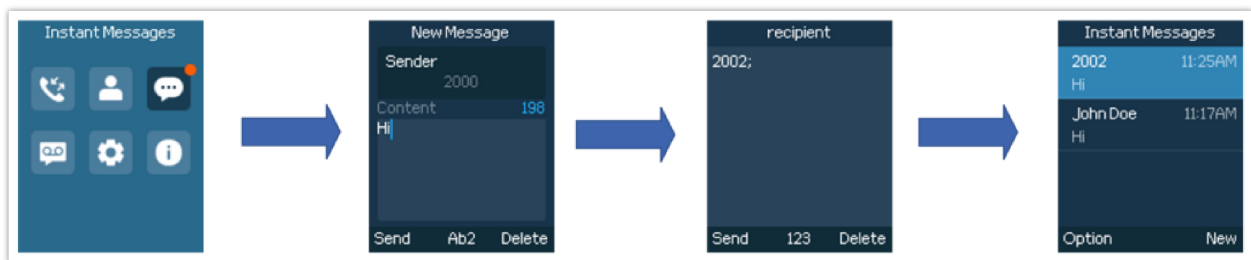 Instant Messages
New Message
Sender
2000
Content 198
Hi
Send Ab2 Delete
recipient
2002;
Send 123 Delete
Instant Messages
2002 11:25AM
Hi
John Doe 11:17AM
Hi
Option New